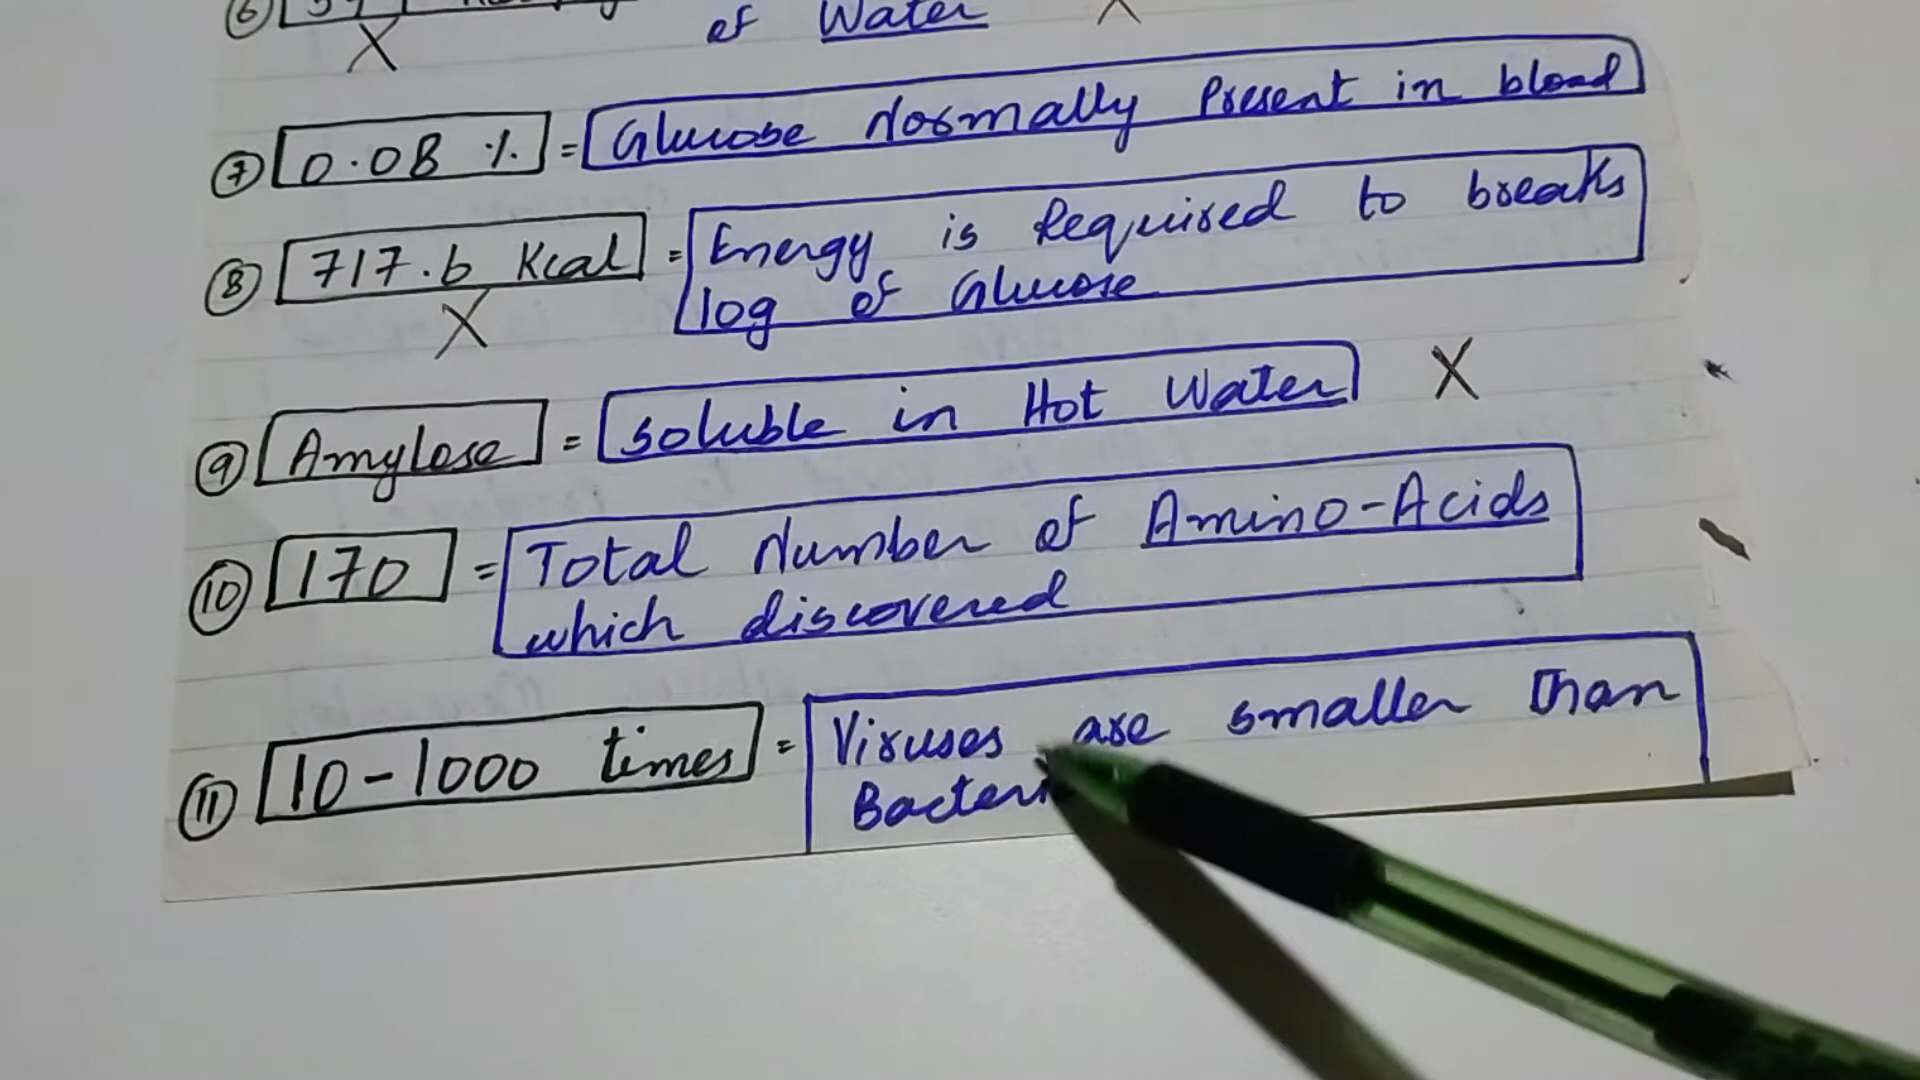 of Water X
X
⑦ 0.08 % = Glucose Normally Present in blood
⑧ 717.6 Kcal = Energy is Required to breaks
X log of Glucose
⑨ Amylose = soluble in Hot Water X
⑩ 170 = Total Number of Amino-Acids
which discovered
⑪ 10-1000 times = Viruses are smaller than